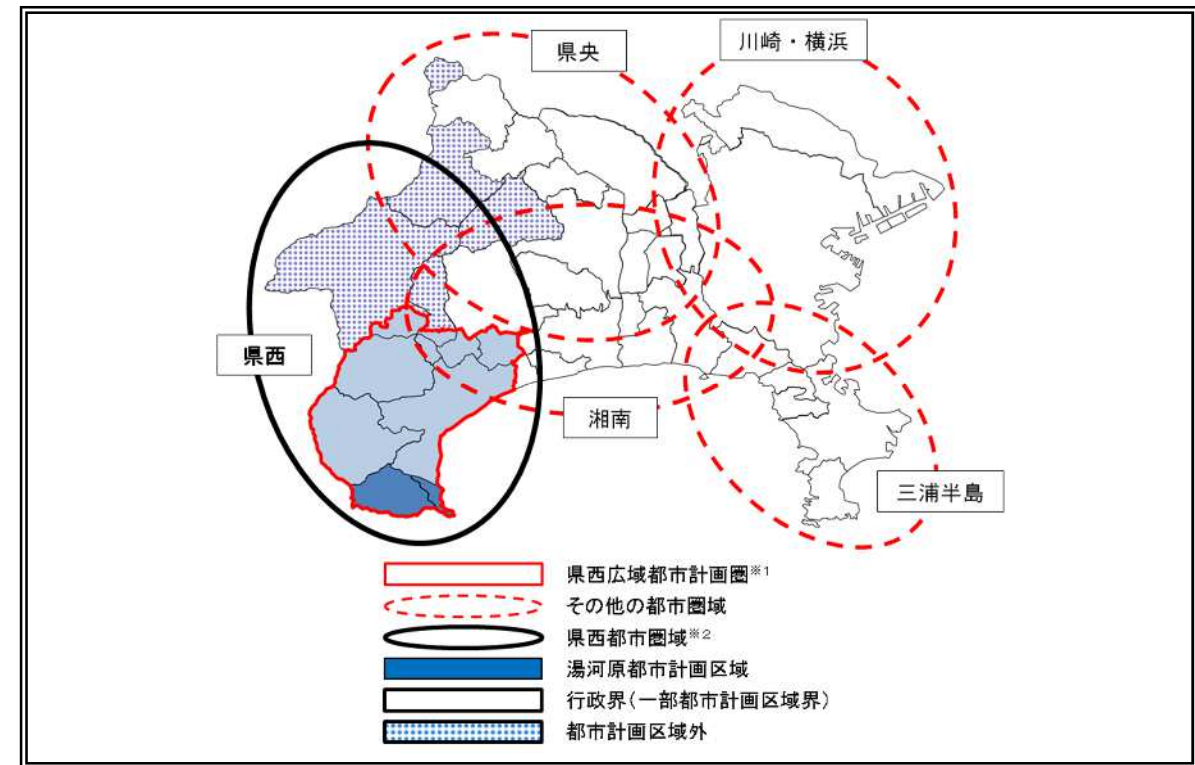 県央
川崎・横浜
県西
湘南
三浦半島
県西広域都市計画圏※1
その他の都市圏域
県西都市圏域※2
湯河原都市計画区域
行政界(一部都市計画区域界)
都市計画区域外